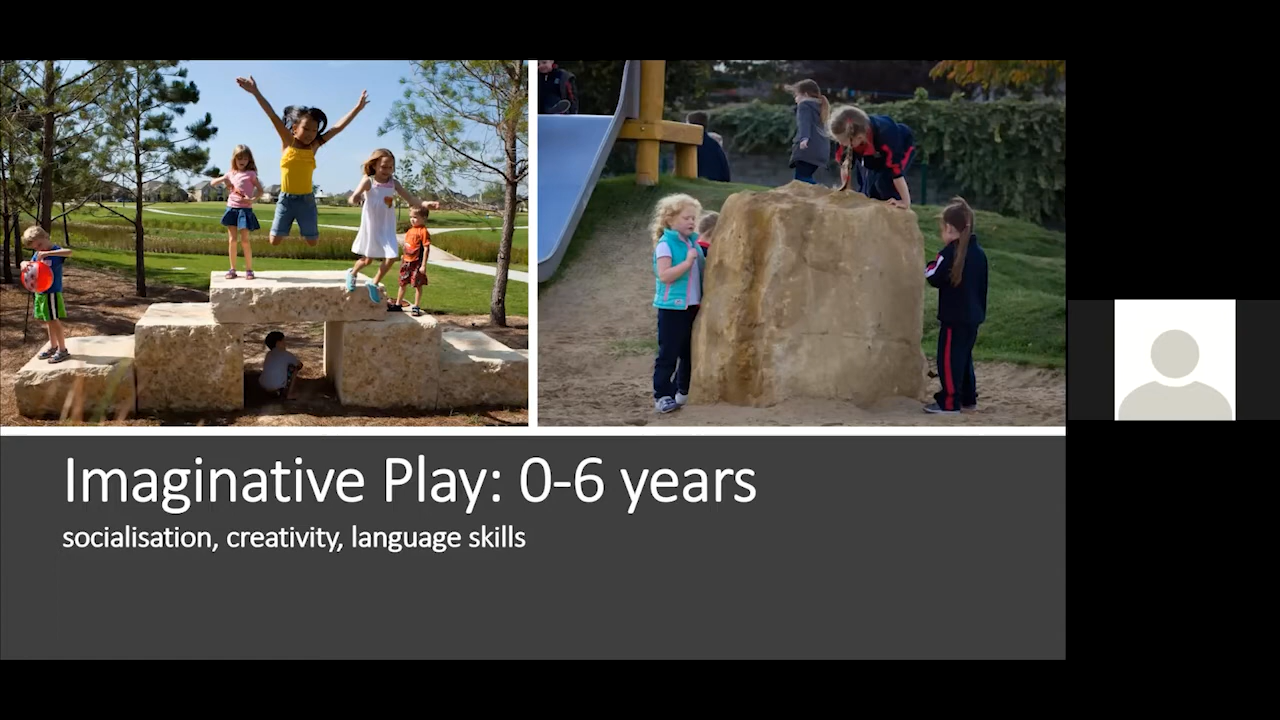 Imaginative Play: 0-6 years
socialisation, creativity, language skills